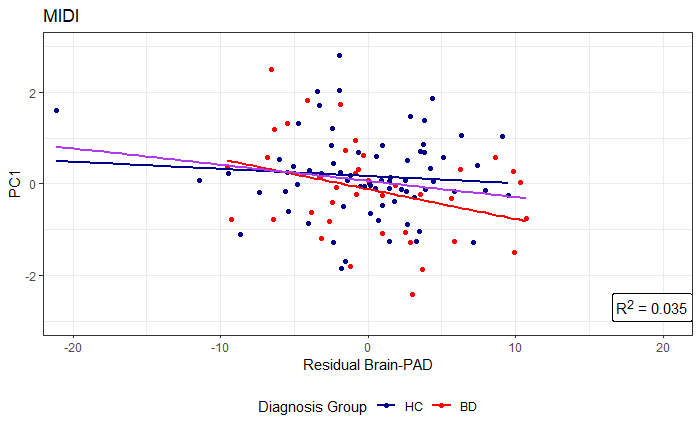 MIDI
PC1
2
0
-2
R² = 0.035
-20
-10
0
10
20
Residual Brain-PAD
Diagnosis Group HC BD